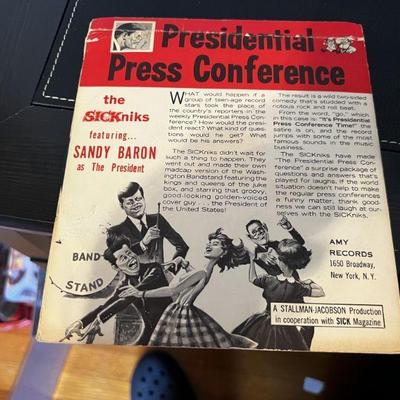 Presidential
Press Conference
the
SICKniks
featuring...
SANDY BARON
as The President
WHAT would happen if a
group of teen-age record
stars took the place of
the country's reporters in the
weekly Presidential Press Con-
ference? How would the presi-
dent react? What kind of ques-
tions would he get? What
would he answer?
The SICKniks didn't wait for
such a thing to happen. They
went out and made their own
madcap version of the Wash-
ington Bandstand featuring the
kings and queens of the juke
box, and starring that groovy,
good-looking golden-voiced
cover guy . . . the President of
the United States!
The result is a wild two-sided
comedy that's studded with a
riotous rock and roll beat.
From the word, "go," which
in this case is "It's Presidential
Press Conference Time!" the
satire is on, and the record
jumps with some of the most
famous sounds in the music
business.
The SICKniks have made
"The Presidential Press Con-
ference" a surprise package of
questions and answers that's
played for laughs. If the world
situation doesn't help to make
the regular press conferences
a funny matter, thank good-
ness we can still laugh at our-
selves with the SICKniks.
BAND
STAND
AMY
RECORDS
1650 Broadway,
New York, N. Y.
A STALLMAN-JACOBSON Production
in cooperation with SICK Magazine